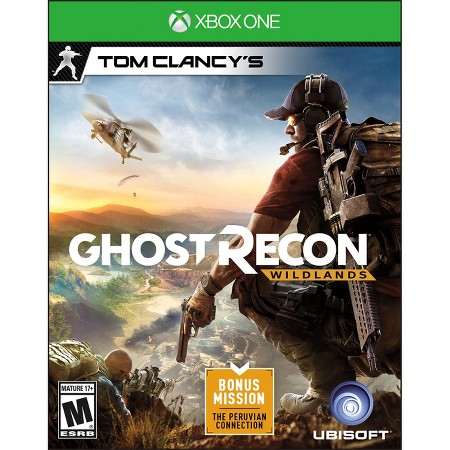 XBOX ONE
TOM CLANCY'S
GHOST RECON
WILDLANDS
BONUS
MISSION
THE PERUVIAN
CONNECTION
MATURE 17+
M
ESRB
UBISOFT